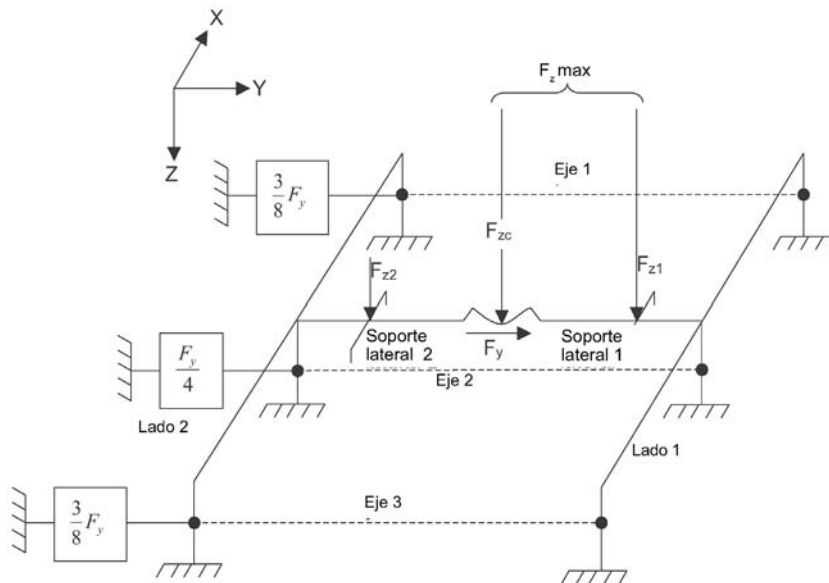 X
Y
Z
F_z max
Eje 1
3/8 F_y
F_zc
F_z2
F_z1
Soporte
lateral 2
F_y
Soporte
lateral 1
F_y/4
Eje 2
Lado 2
Lado 1
Eje 3
3/8 F_y